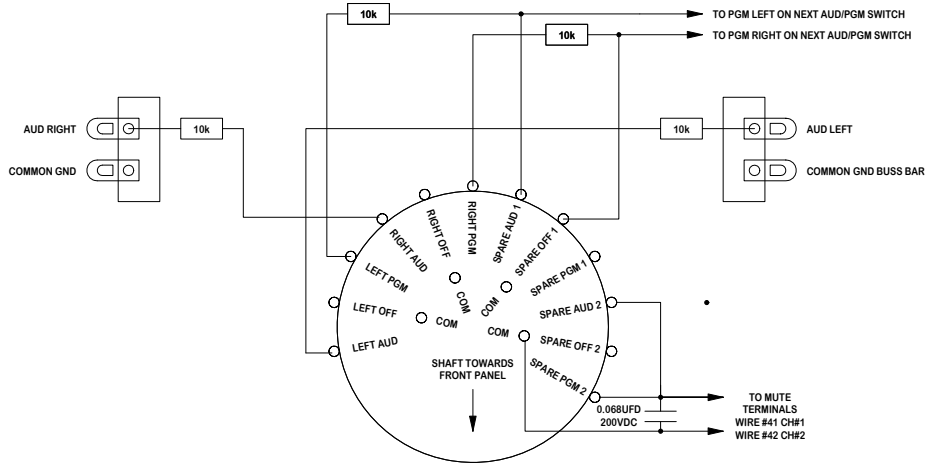 10k
TO PGM LEFT ON NEXT AUD/PGM SWITCH
10k
TO PGM RIGHT ON NEXT AUD/PGM SWITCH
AUD RIGHT
10k
10k
AUD LEFT
COMMON GND
COMMON GND BUSS BAR
LEFT AUD
LEFT OFF
LEFT PGM
RIGHT AUD
RIGHT OFF
RIGHT PGM
SPARE AUD 1
SPARE OFF 1
SPARE PGM 1
SPARE AUD 2
SPARE OFF 2
SPARE PGM 2
COM
COM
COM
COM
SHAFT TOWARDS
FRONT PANEL
0.068UFD
200VDC
TO MUTE
TERMINALS
WIRE #41 CH#1
WIRE #42 CH#2